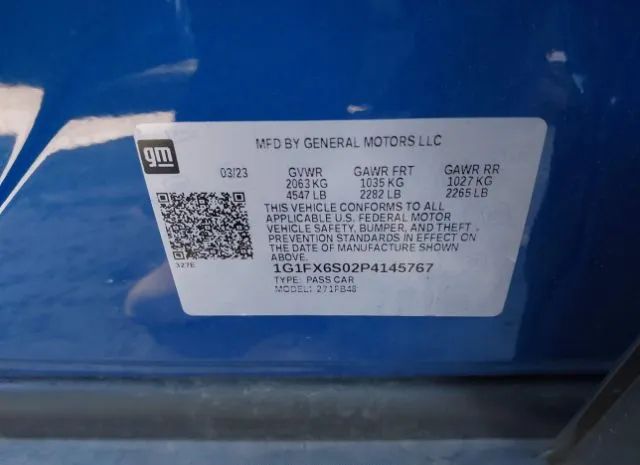 gm
MFD BY GENERAL MOTORS LLC
03/23 GVWR GAWR FRT GAWR RR
2063 KG 1035 KG 1027 KG
4547 LB 2282 LB 2265 LB
THIS VEHICLE CONFORMS TO ALL
APPLICABLE U.S. FEDERAL MOTOR
VEHICLE SAFETY, BUMPER, AND THEFT
PREVENTION STANDARDS IN EFFECT ON
THE DATE OF MANUFACTURE SHOWN
ABOVE.
327E
1G1FX6S02P4145767
TYPE: PASS CAR
MODEL: 271FB48